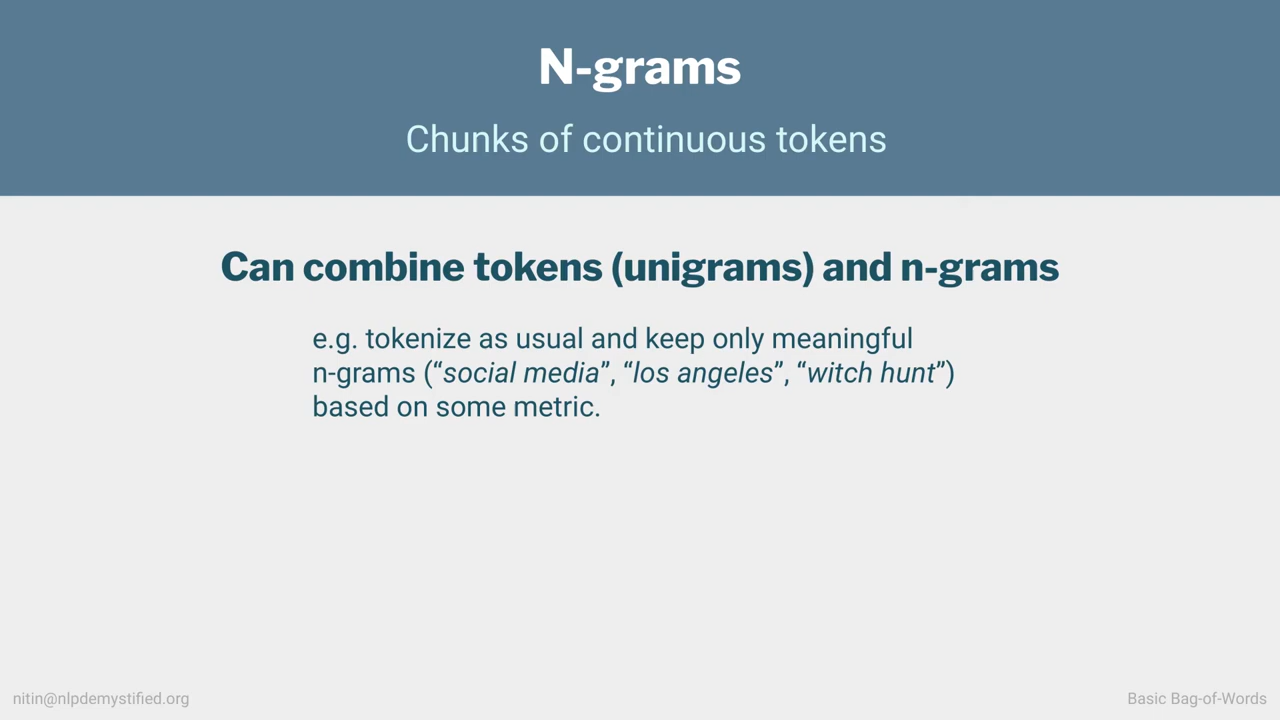 N-grams
Chunks of continuous tokens
Can combine tokens (unigrams) and n-grams
e.g. tokenize as usual and keep only meaningful
n-grams (“social media”, “los angeles”, “witch hunt”)
based on some metric.
nitin@nlpdemystified.org
Basic Bag-of-Words